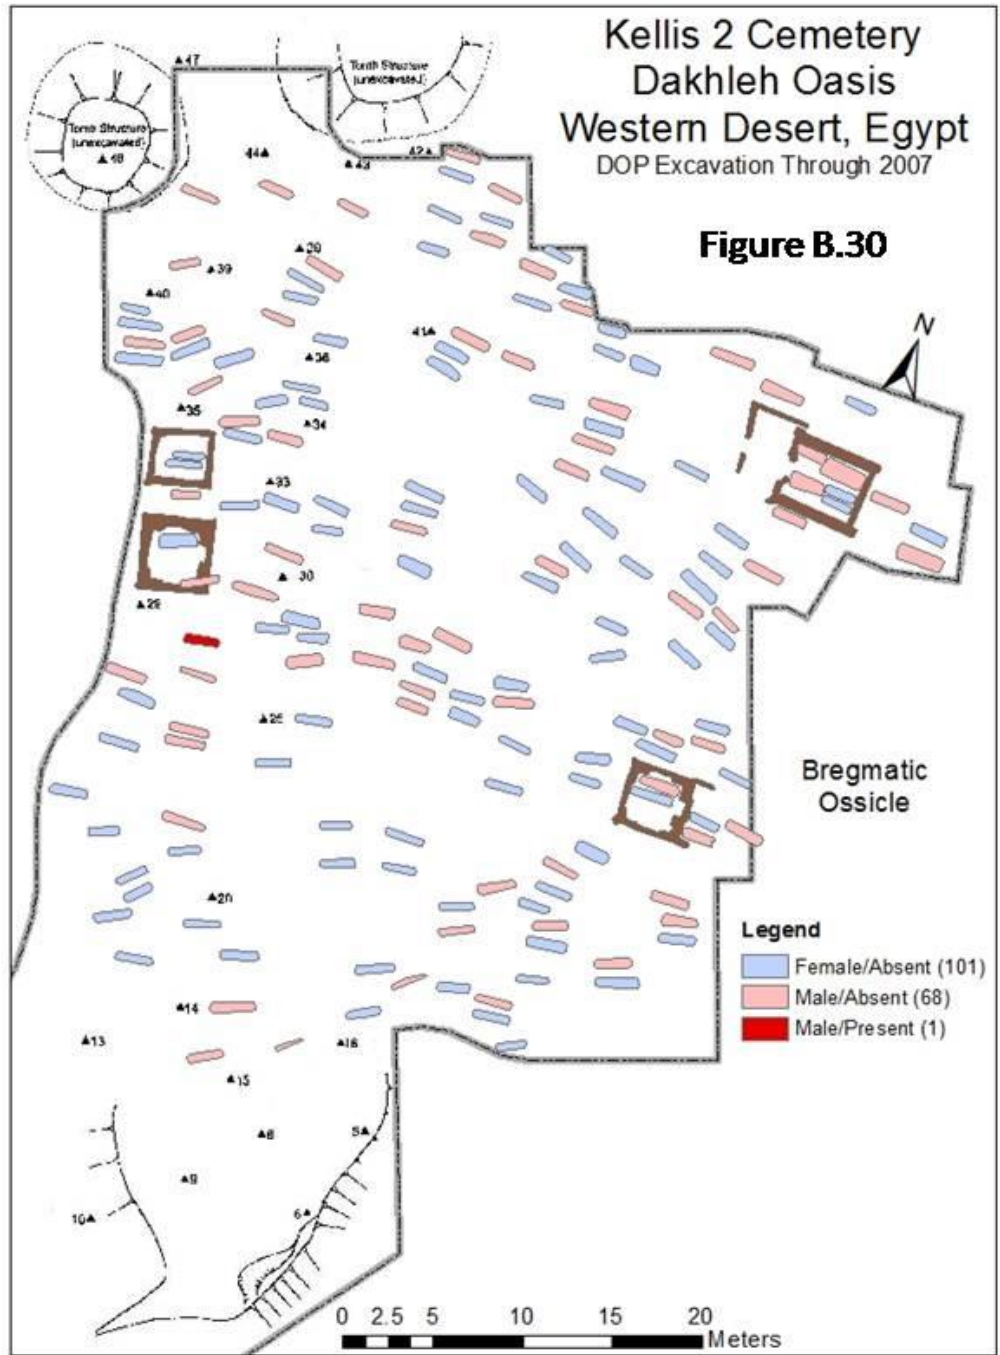 Kellis 2 Cemetery
Dakhleh Oasis
Western Desert, Egypt
DOP Excavation Through 2007
Figure B.30
N
47
Tomb Structure
(unexcavated)
Tomb Structure
(unexcavated)
44
43
42
39
40
41
36
35
34
33
30
29
20
14
13
16
15
8
5
9
10
6
Bregmatic
Ossicle
Legend
Female/Absent (101)
Male/Absent (68)
Male/Present (1)
0 2.5 5 10 15 20
Meters